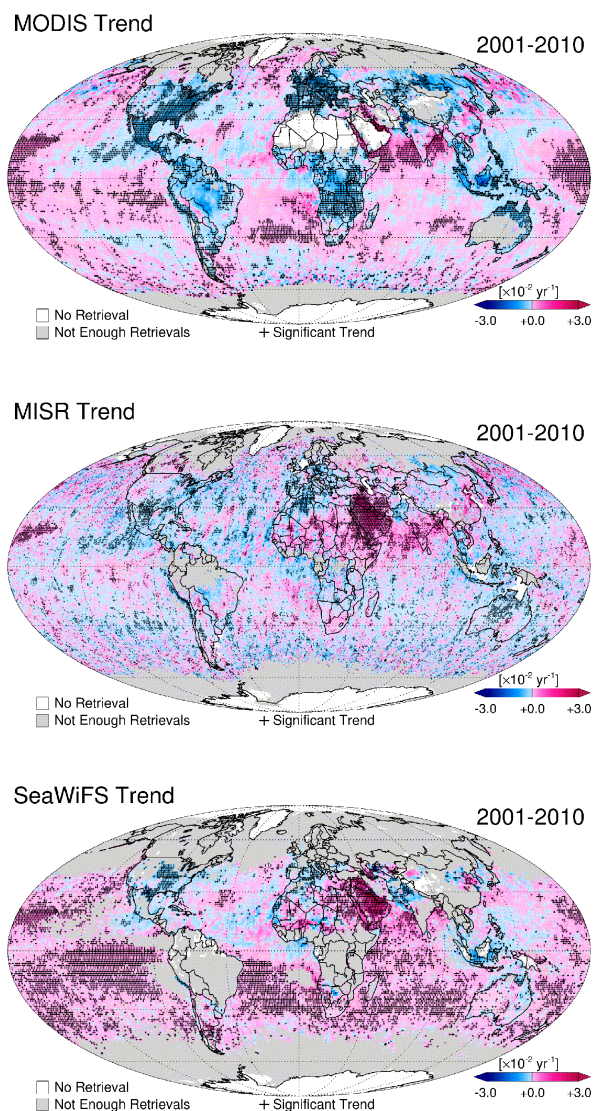 MODIS Trend
2001-2010
[×10⁻² yr⁻¹]
No Retrieval
Not Enough Retrievals
+ Significant Trend
-3.0 +0.0 +3.0
MISR Trend
2001-2010
[×10⁻² yr⁻¹]
No Retrieval
Not Enough Retrievals
+ Significant Trend
-3.0 +0.0 +3.0
SeaWiFS Trend
2001-2010
[×10⁻² yr⁻¹]
No Retrieval
Not Enough Retrievals
+ Significant Trend
-3.0 +0.0 +3.0